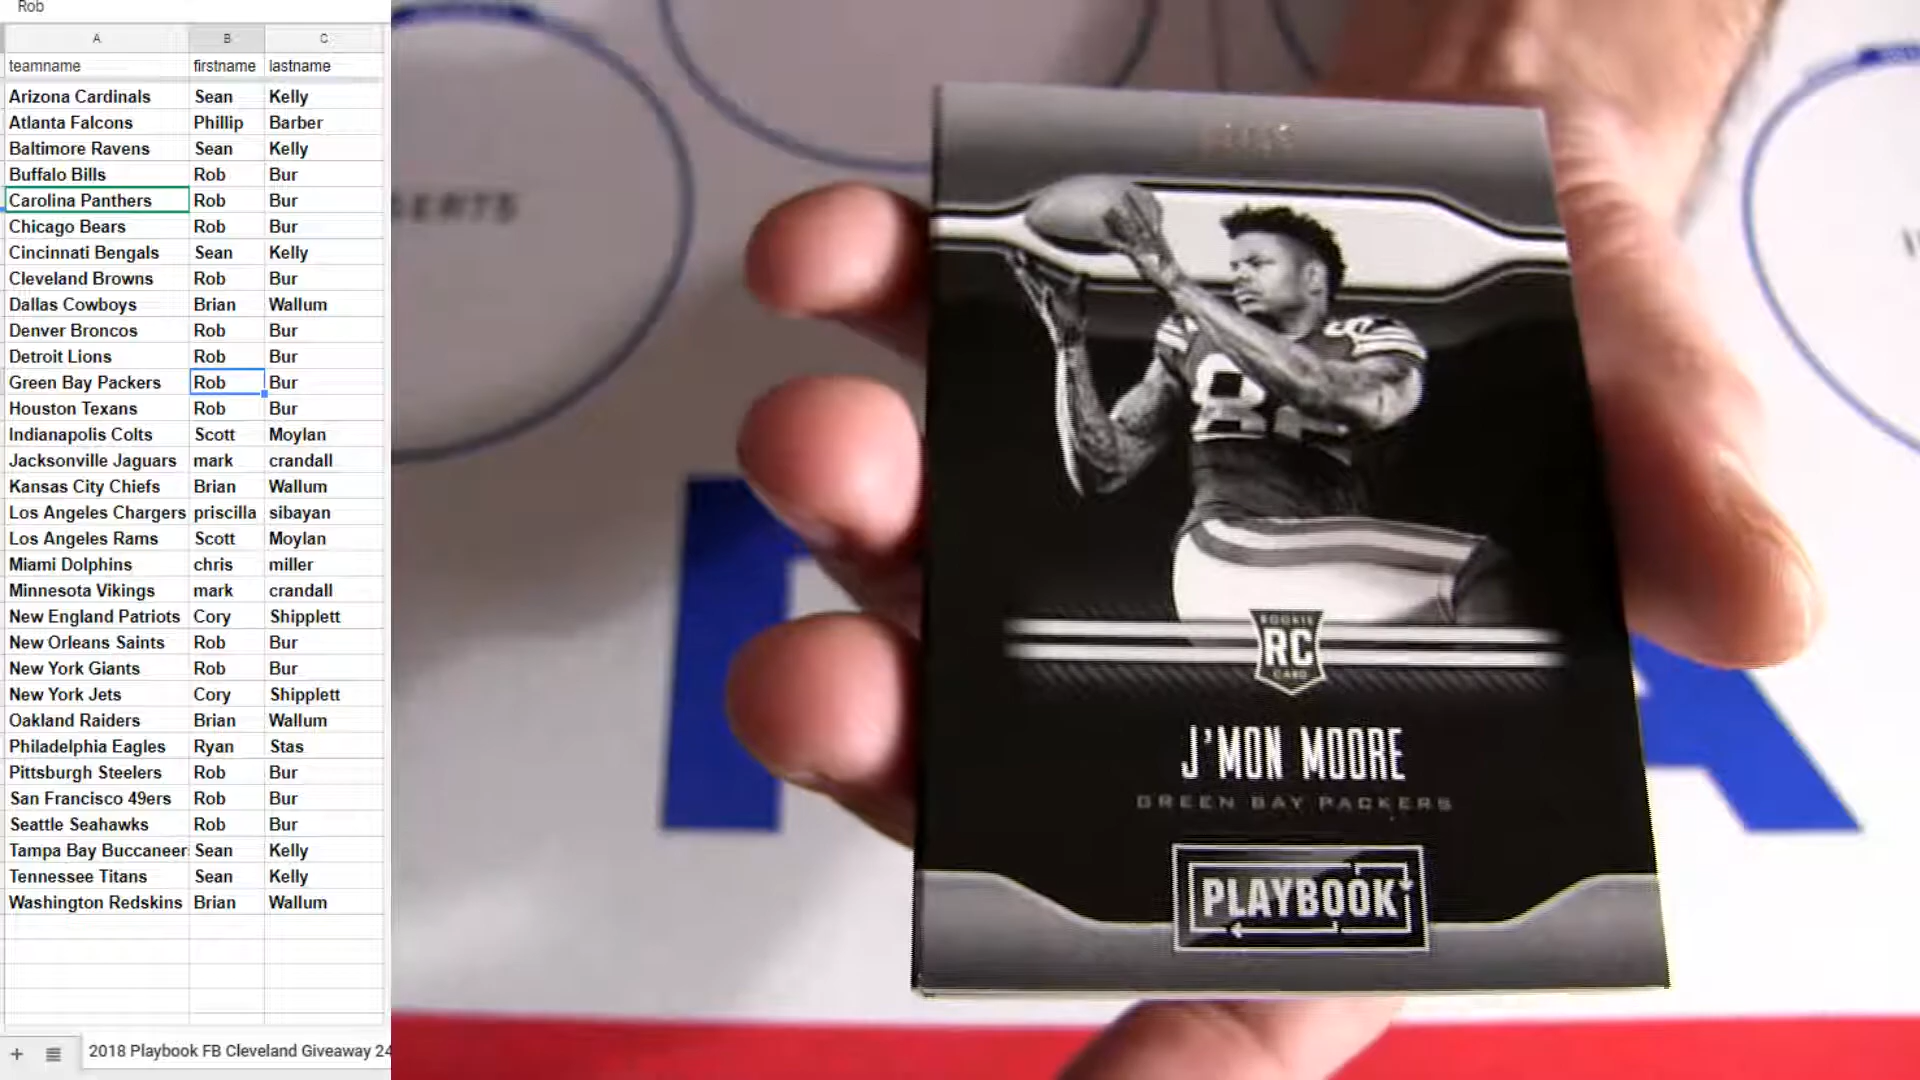 Rob
A B C
teamname firstname lastname
Arizona Cardinals Sean Kelly
Atlanta Falcons Phillip Barber
Baltimore Ravens Sean Kelly
Buffalo Bills Rob Bur
Carolina Panthers Rob Bur
Chicago Bears Rob Bur
Cincinnati Bengals Sean Kelly
Cleveland Browns Rob Bur
Dallas Cowboys Brian Wallum
Denver Broncos Rob Bur
Detroit Lions Rob Bur
Green Bay Packers Rob Bur
Houston Texans Rob Bur
Indianapolis Colts Scott Moylan
Jacksonville Jaguars mark crandall
Kansas City Chiefs Brian Wallum
Los Angeles Chargers priscilla sibayan
Los Angeles Rams Scott Moylan
Miami Dolphins chris miller
Minnesota Vikings mark crandall
New England Patriots Cory Shipplett
New Orleans Saints Rob Bur
New York Giants Rob Bur
New York Jets Cory Shipplett
Oakland Raiders Brian Wallum
Philadelphia Eagles Ryan Stas
Pittsburgh Steelers Rob Bur
San Francisco 49ers Rob Bur
Seattle Seahawks Rob Bur
Tampa Bay Buccaneer Sean Kelly
Tennessee Titans Sean Kelly
Washington Redskins Brian Wallum
2018 Playbook FB Cleveland Giveaway 24
ROOKIE
RC
CARD
J'MON MOORE
GREEN BAY PACKERS
PLAYBOOK